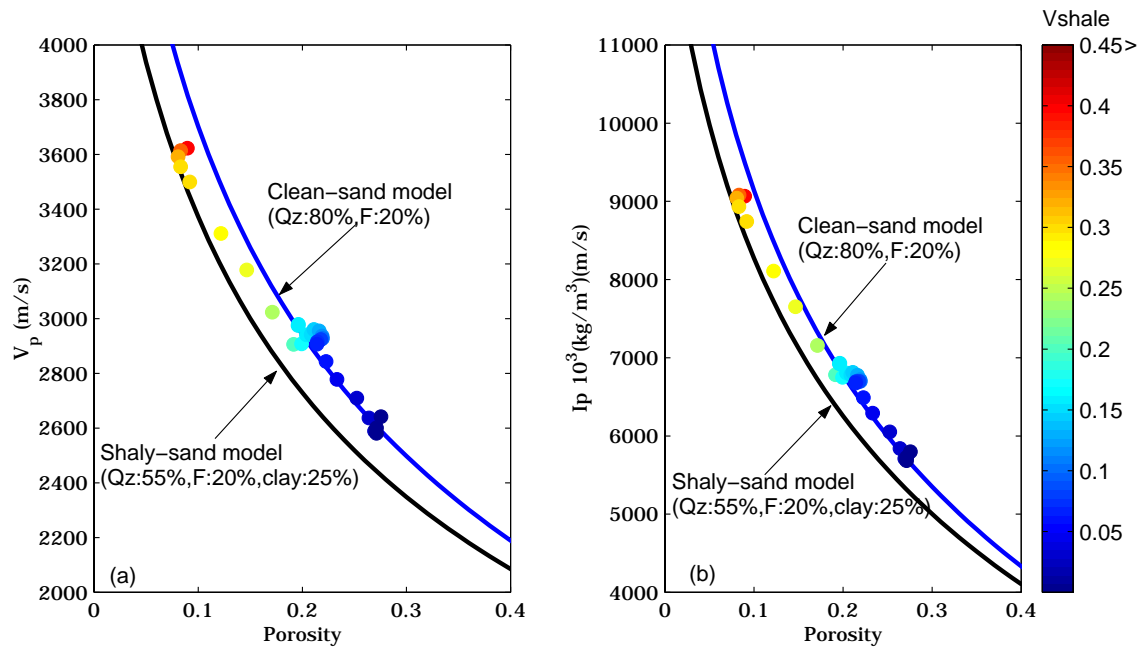 Vshale
4000
3800
3600
3400
3200
3000
2800
2600
2400
2200
2000
V_p (m/s)
Clean-sand model
(Qz:80%,F:20%)
Shaly-sand model
(Qz:55%,F:20%,clay:25%)
(a)
0
0.1
0.2
0.3
0.4
Porosity
11000
10000
9000
8000
7000
6000
5000
4000
Ip 10^3(kg/m^3)(m/s)
Clean-sand model
(Qz:80%,F:20%)
Shaly-sand model
(Qz:55%,F:20%,clay:25%)
(b)
0
0.1
0.2
0.3
0.4
Porosity
0.45>
0.4
0.35
0.3
0.25
0.2
0.15
0.1
0.05